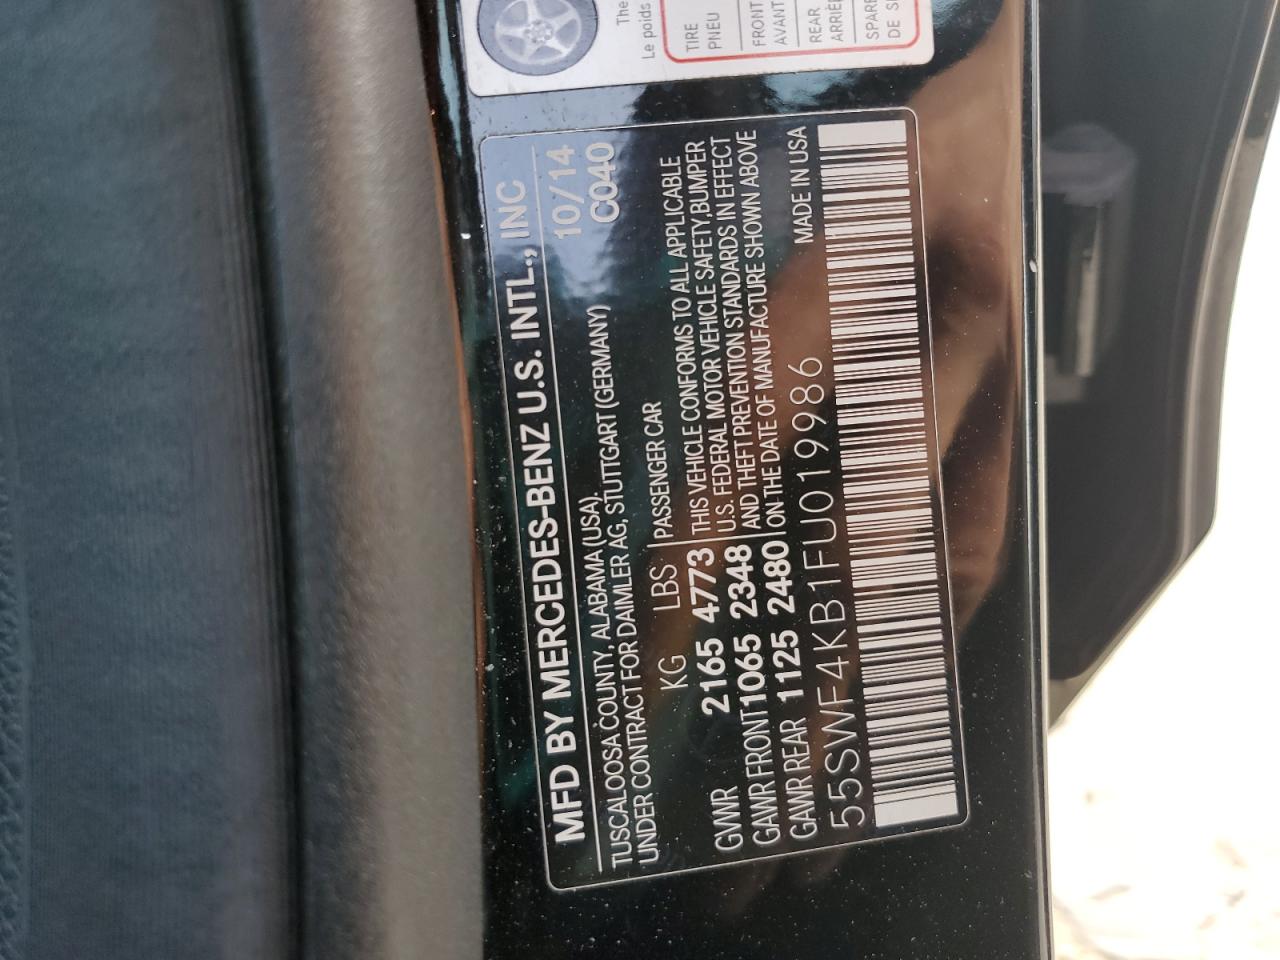 MFD BY MERCEDES-BENZ U.S. INTL., INC
TUSCALOOSA COUNTY, ALABAMA (USA) 10/14
UNDER CONTRACT FOR DAIMLER AG, STUTTGART (GERMANY) C040
KG LBS PASSENGER CAR
GVWR 2165 4773 THIS VEHICLE CONFORMS TO ALL APPLICABLE
U.S. FEDERAL MOTOR VEHICLE SAFETY,BUMPER
GAWR FRONT 1065 2348 AND THEFT PREVENTION STANDARDS IN EFFECT
GAWR REAR 1125 2480 ON THE DATE OF MANUFACTURE SHOWN ABOVE
MADE IN USA
55SWF4KB1FU019986
The
Le poids
TIRE
PNEU
FRONT
AVANT
REAR
SPARE